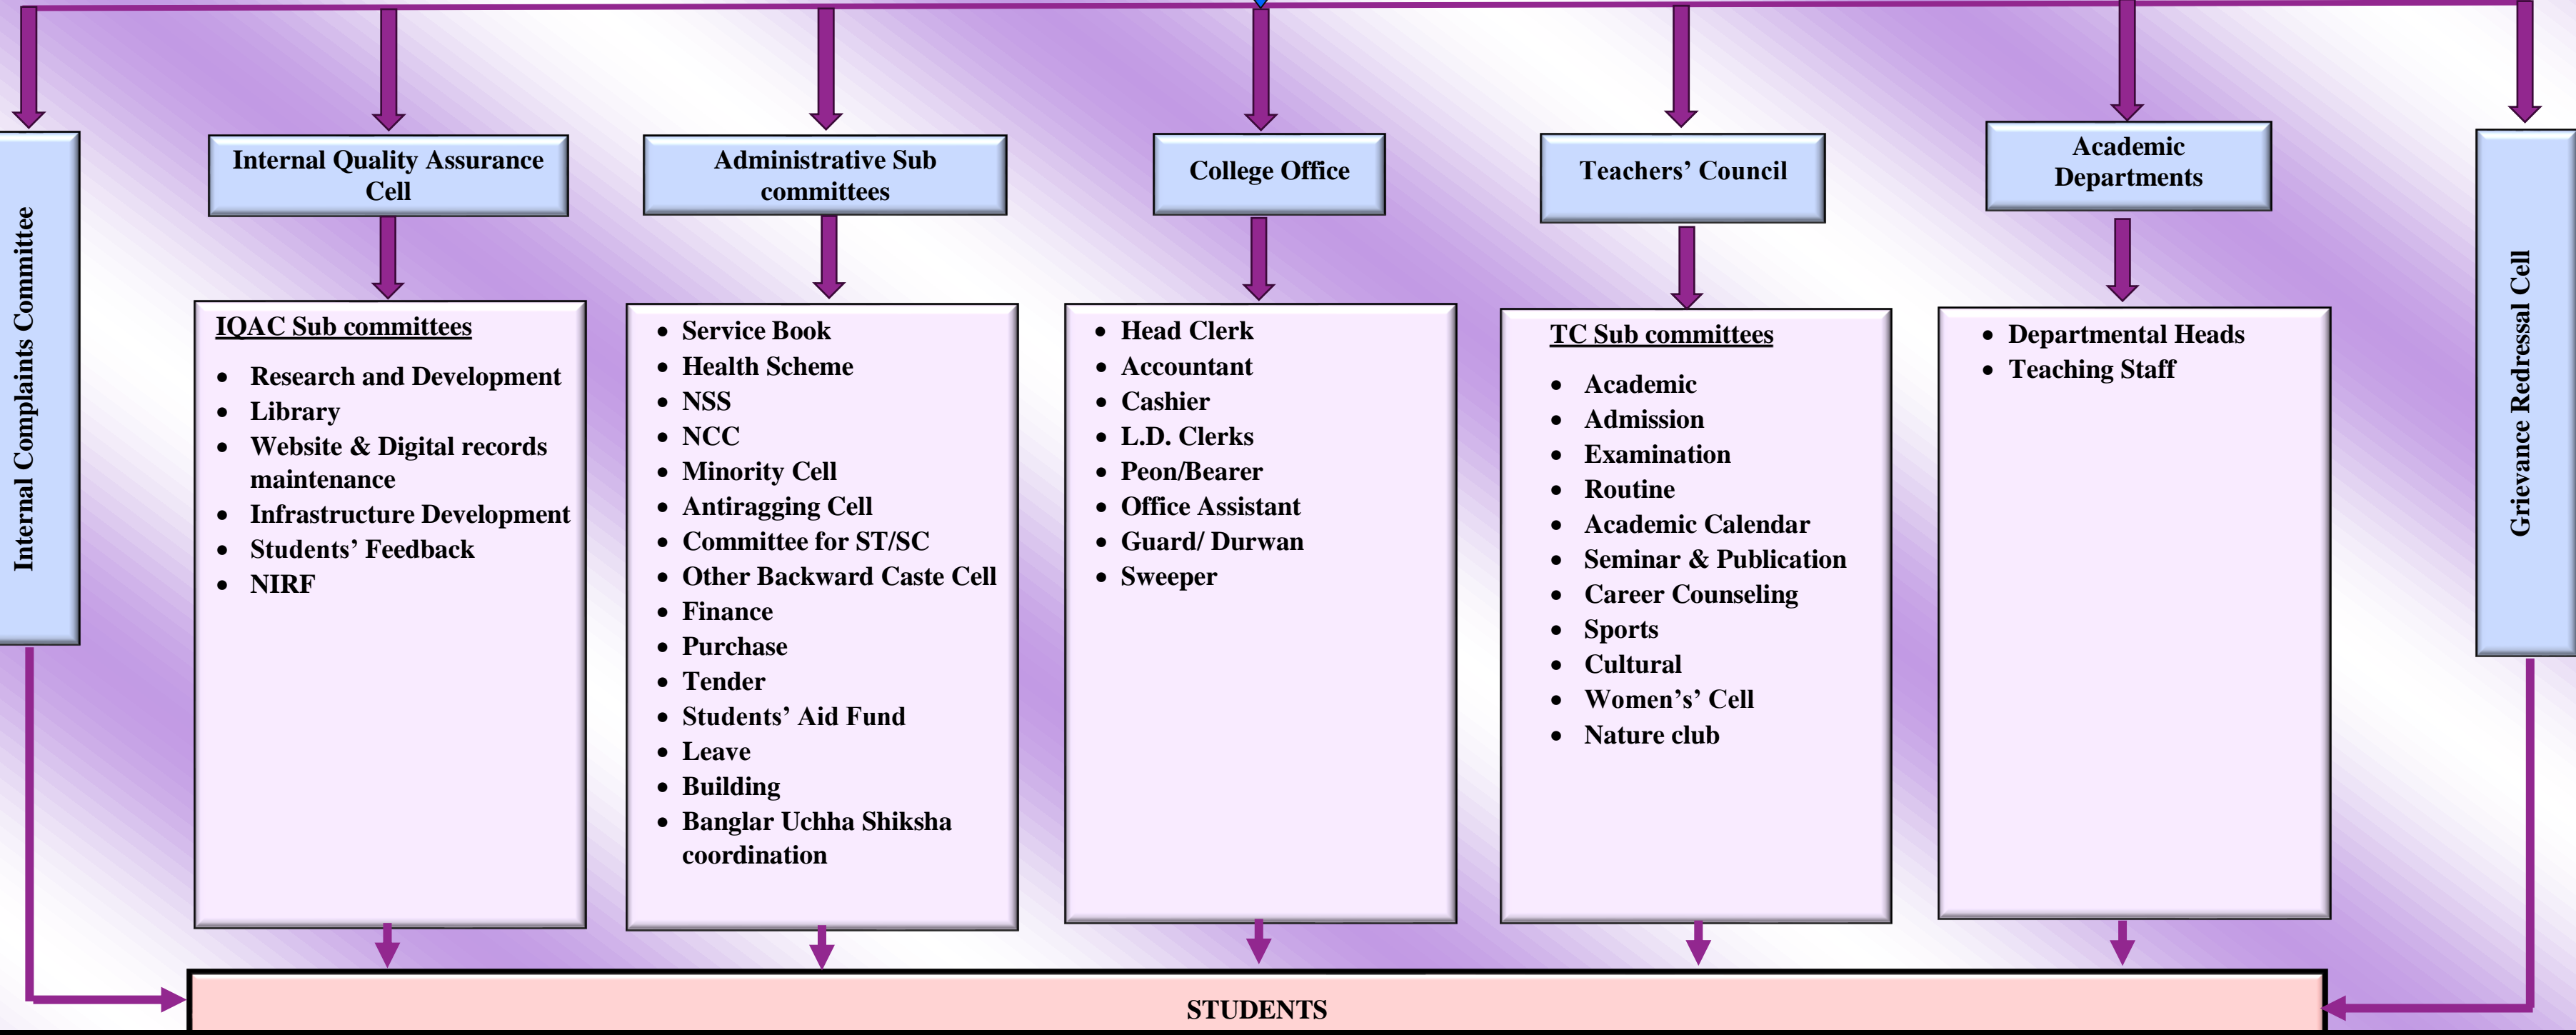 Internal Complaints Committee
Internal Quality Assurance
Cell
Administrative Sub
committees
College Office
Teachers’ Council
Academic
Departments
Grievance Redressal Cell
IQAC Sub committees
• Research and Development
• Library
• Website & Digital records
maintenance
• Infrastructure Development
• Students’ Feedback
• NIRF
• Service Book
• Health Scheme
• NSS
• NCC
• Minority Cell
• Antiragging Cell
• Committee for ST/SC
• Other Backward Caste Cell
• Finance
• Purchase
• Tender
• Students’ Aid Fund
• Leave
• Building
• Banglar Uchha Shiksha
coordination
• Head Clerk
• Accountant
• Cashier
• L.D. Clerks
• Peon/Bearer
• Office Assistant
• Guard/ Durwan
• Sweeper
TC Sub committees
• Academic
• Admission
• Examination
• Routine
• Academic Calendar
• Seminar & Publication
• Career Counseling
• Sports
• Cultural
• Women’s’ Cell
• Nature club
• Departmental Heads
• Teaching Staff
STUDENTS